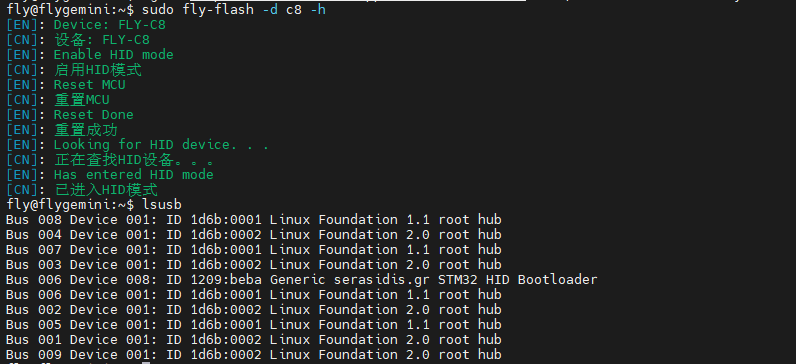 fly@flygemini:~$ sudo fly-flash -d c8 -h
[EN]: Device: FLY-C8
[CN]: 设备: FLY-C8
[EN]: Enable HID mode
[CN]: 启用HID模式
[EN]: Reset MCU
[CN]: 重置MCU
[EN]: Reset Done
[EN]: 重置成功
[EN]: Looking for HID device. . .
[CN]: 正在查找HID设备。。。
[EN]: Has entered HID mode
[CN]: 已进入HID模式
fly@flygemini:~$ lsusb
Bus 008 Device 001: ID 1d6b:0001 Linux Foundation 1.1 root hub
Bus 004 Device 001: ID 1d6b:0002 Linux Foundation 2.0 root hub
Bus 007 Device 001: ID 1d6b:0001 Linux Foundation 1.1 root hub
Bus 003 Device 001: ID 1d6b:0002 Linux Foundation 2.0 root hub
Bus 006 Device 008: ID 1209:beba Generic serasidis.gr STM32 HID Bootloader
Bus 006 Device 001: ID 1d6b:0001 Linux Foundation 1.1 root hub
Bus 002 Device 001: ID 1d6b:0002 Linux Foundation 2.0 root hub
Bus 005 Device 001: ID 1d6b:0001 Linux Foundation 1.1 root hub
Bus 001 Device 001: ID 1d6b:0002 Linux Foundation 2.0 root hub
Bus 009 Device 001: ID 1d6b:0002 Linux Foundation 2.0 root hub